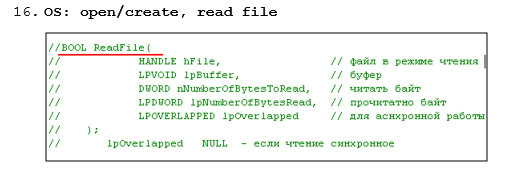 16. OS: open/create, read file
//BOOL ReadFile(
// HANDLE hFile, // файл в режиме чтения
// LPVOID lpBuffer, // буфер
// DWORD nNumberOfBytesToRead, // читать байт
// LPDWORD lpNumberOfBytesRead, // прочитатно байт
// LPOVERLAPPED lpOverlapped // для аснхронной работы
// );
// lpOverlapped NULL - если чтение синхронное